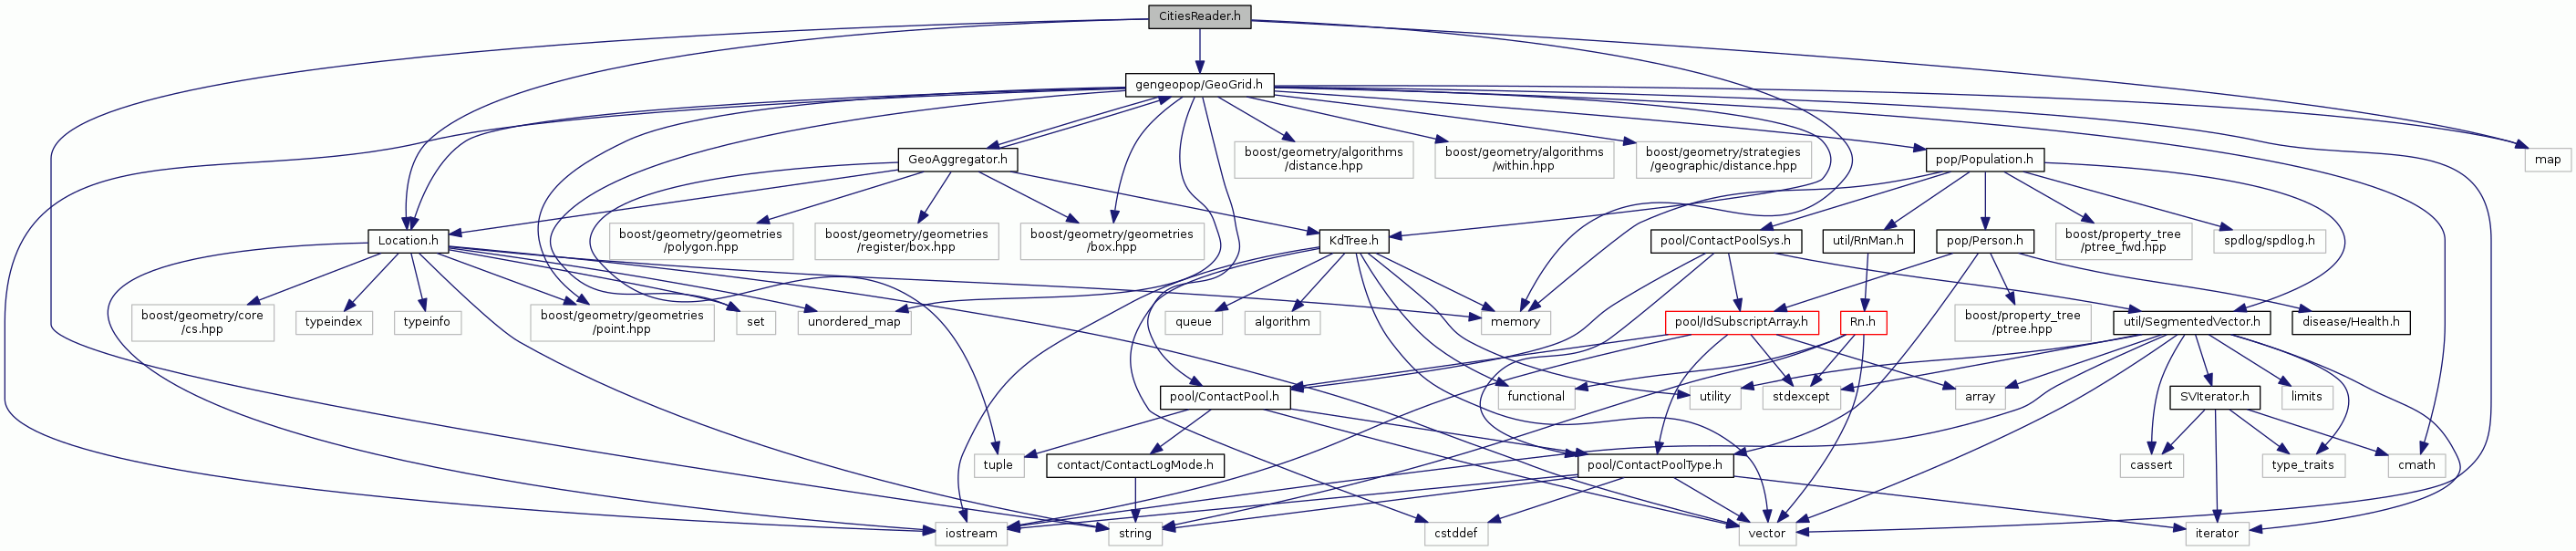 CitiesReader.h
gengeopop/GeoGrid.h
GeoAggregator.h
boost/geometry/algorithms
/distance.hpp
boost/geometry/algorithms
/within.hpp
boost/geometry/strategies
/geographic/distance.hpp
pop/Population.h
map
Location.h
boost/geometry/geometries
/polygon.hpp
boost/geometry/geometries
/register/box.hpp
boost/geometry/geometries
/box.hpp
KdTree.h
pool/ContactPoolSys.h
util/RnMan.h
pop/Person.h
boost/property_tree
/ptree_fwd.hpp
spdlog/spdlog.h
boost/geometry/core
/cs.hpp
typeindex
typeinfo
boost/geometry/geometries
/point.hpp
set
unordered_map
queue
algorithm
memory
pool/IdSubscriptArray.h
Rn.h
boost/property_tree
/ptree.hpp
util/SegmentedVector.h
disease/Health.h
pool/ContactPool.h
functional
utility
stdexcept
array
SVIterator.h
limits
tuple
contact/ContactLogMode.h
pool/ContactPoolType.h
cassert
type_traits
cmath
iostream
string
cstddef
vector
iterator